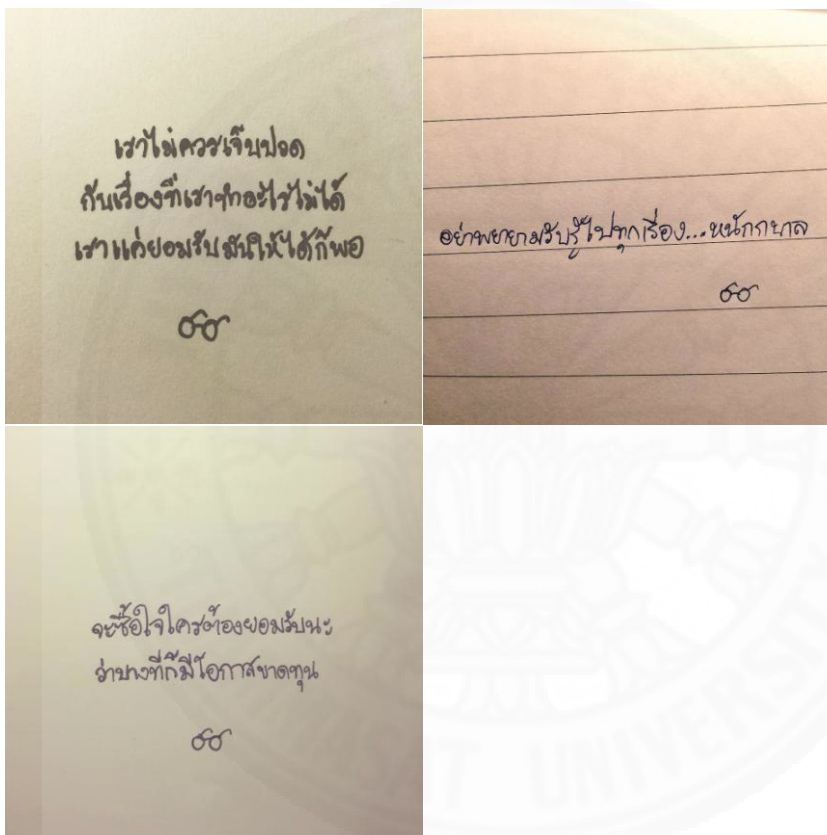 เราไม่ควรเจ็บปวด
กับเรื่องที่เราทำอะไรไม่ได้
เราแค่ยอมรับมันให้ได้ก็พอ
อย่าพยายามรับรู้ไปทุกเรื่อง...หนักกบาล
จะซื้อใจใครต้องยอมรับนะ
ว่าบางทีก็มีโอกาสขาดทุน
UNIVERSITY